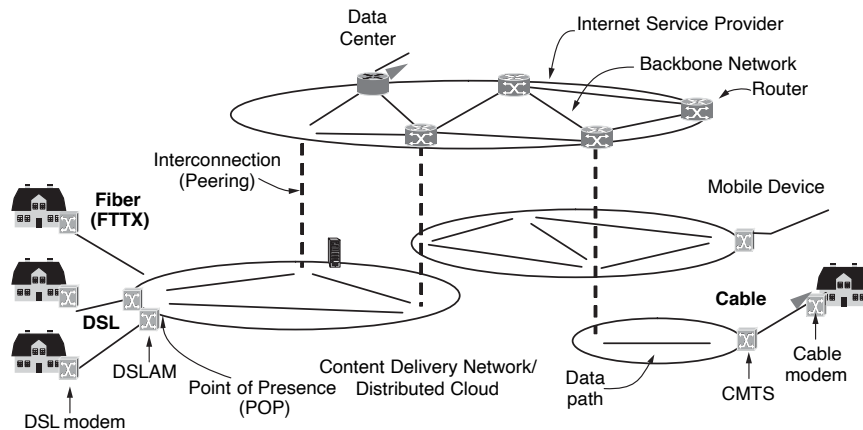 Data
Center
Internet Service Provider
Backbone Network
Router
Interconnection
(Peering)
Mobile Device
Fiber
(FTTX)
Cable
DSL
DSLAM
Point of Presence
(POP)
Content Delivery Network/
Distributed Cloud
Data
path
CMTS
Cable
modem
DSL modem